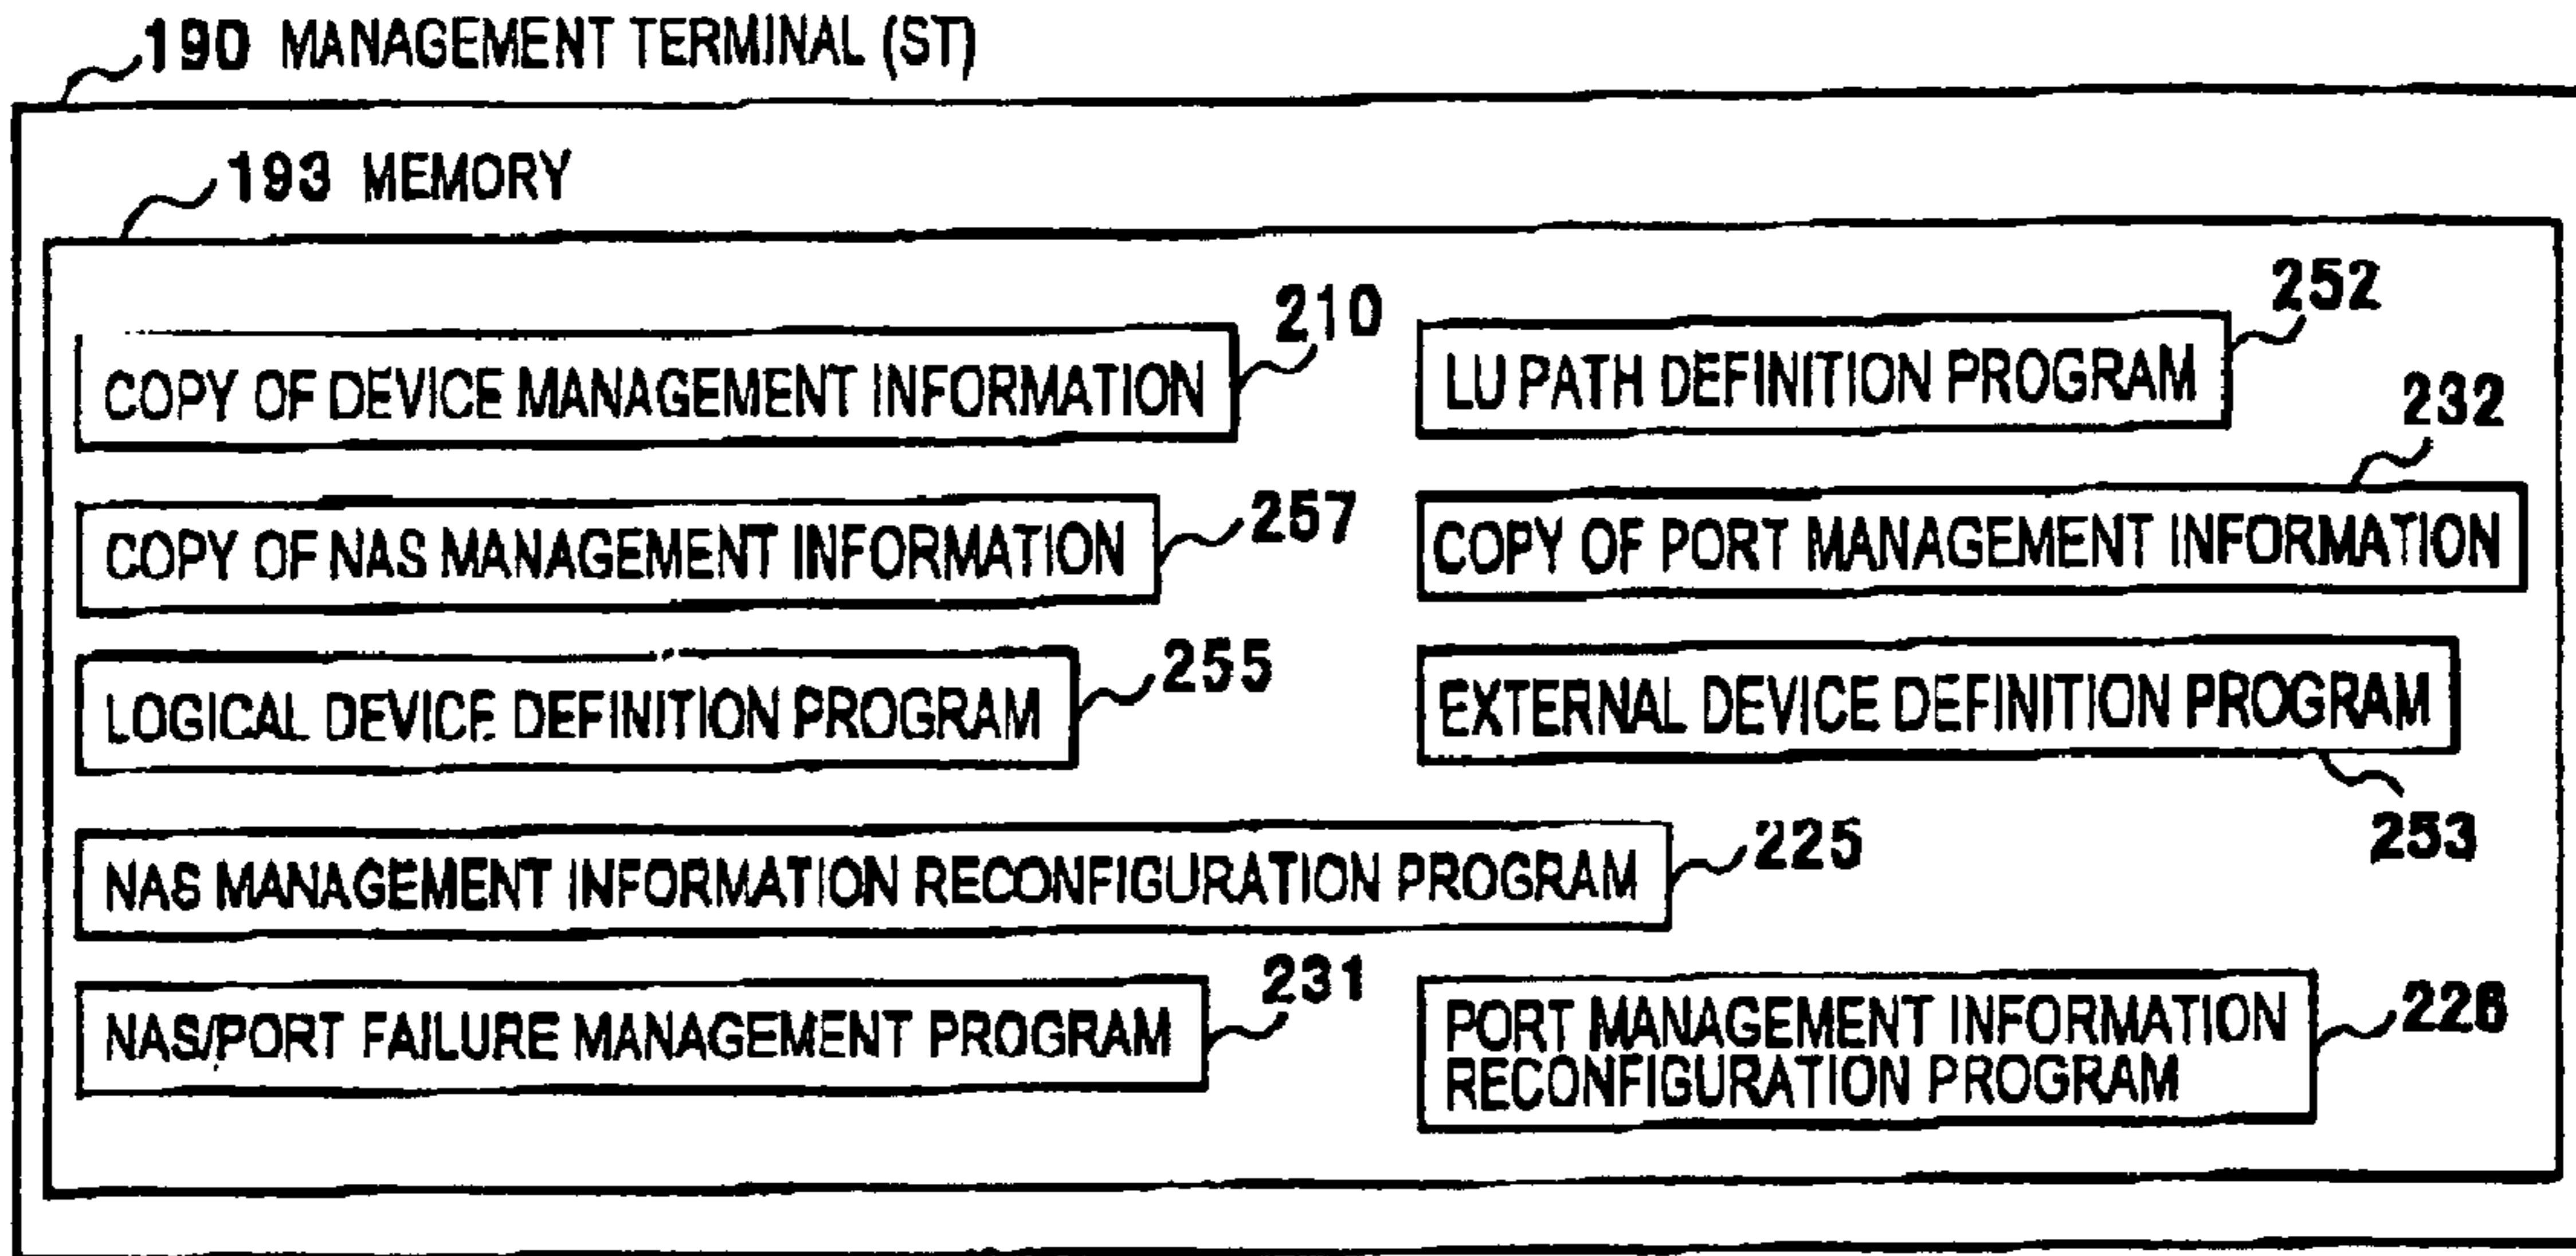 190 MANAGEMENT TERMINAL (ST)
193 MEMORY
210
252
COPY OF DEVICE MANAGEMENT INFORMATION
LU PATH DEFINITION PROGRAM
232
257
COPY OF NAS MANAGEMENT INFORMATION
COPY OF PORT MANAGEMENT INFORMATION
255
LOGICAL DEVICE DEFINITION PROGRAM
EXTERNAL DEVICE DEFINITION PROGRAM
253
225
NAS MANAGEMENT INFORMATION RECONFIGURATION PROGRAM
231
NAS/PORT FAILURE MANAGEMENT PROGRAM
PORT MANAGEMENT INFORMATION
RECONFIGURATION PROGRAM
226